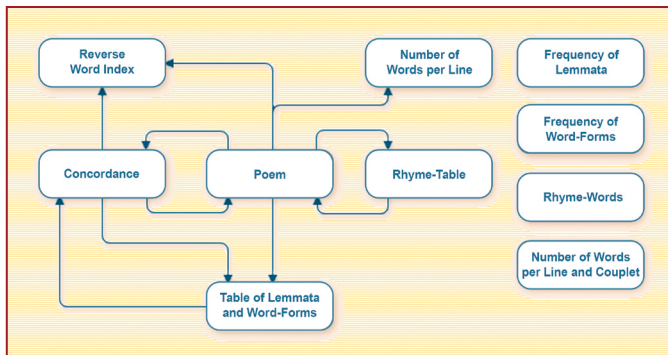 Reverse
Word Index
Number of
Words per Line
Frequency of
Lemmata
Frequency of
Word-Forms
Concordance
Poem
Rhyme-Table
Rhyme-Words
Number of Words
per Line and Couplet
Table of Lemmata
and Word-Forms